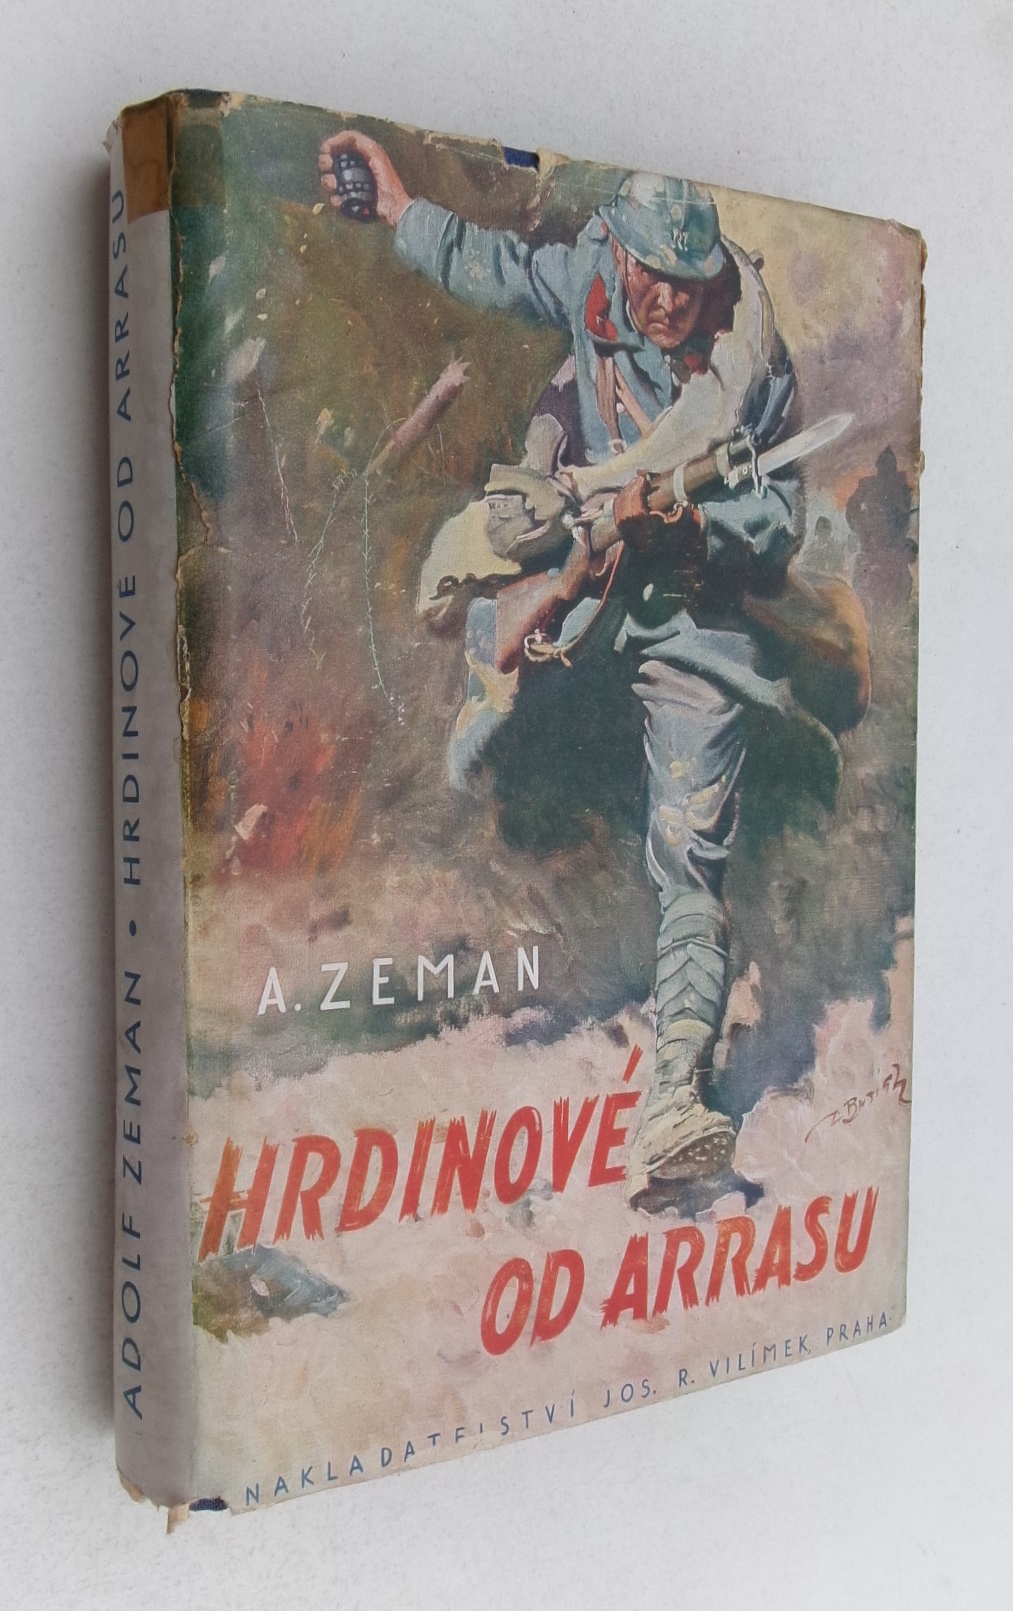 ADOLF ZEMAN • HRDINOVÉ OD ARRASU
A. ZEMAN
HRDINOVÉ
OD ARRASU
NAKLADATELSTVÍ JOS. R. VILÍMEK, PRAHA